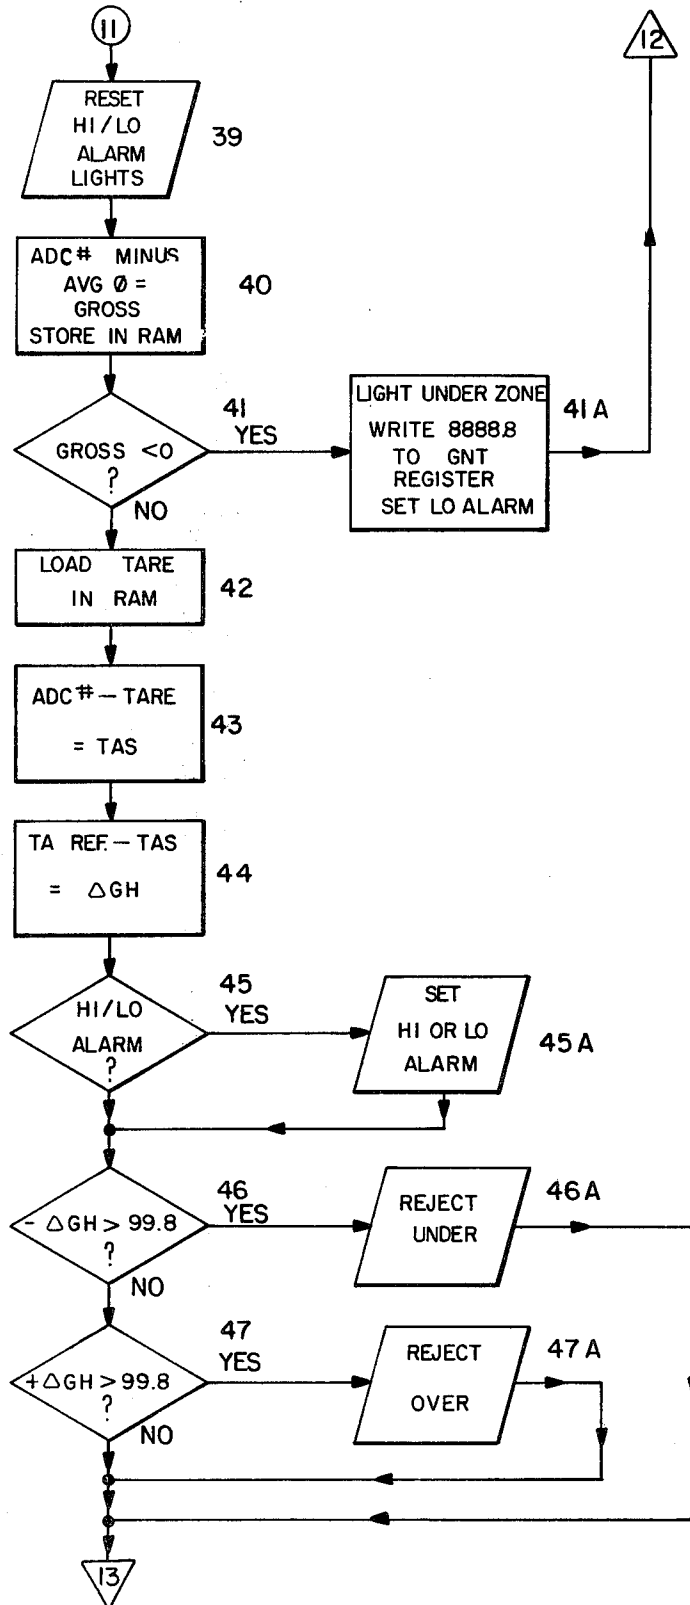 11
12
RESET
HI/LO
ALARM
LIGHTS
39
ADC# MINUS
AVG Ø =
GROSS
STORE IN RAM
40
GROSS <0
?
41
YES
NO
LIGHT UNDER ZONE
WRITE 8888.8
TO GNT
REGISTER
SET LO ALARM
41A
LOAD TARE
IN RAM
42
ADC# — TARE
= TAS
43
TA REF. — TAS
= △GH
44
HI/LO
ALARM
?
45
YES
SET
HI OR LO
ALARM
45A
- △GH > 99.8
?
46
YES
NO
REJECT
UNDER
46A
+ △GH > 99.8
?
47
YES
NO
REJECT
OVER
47A
13